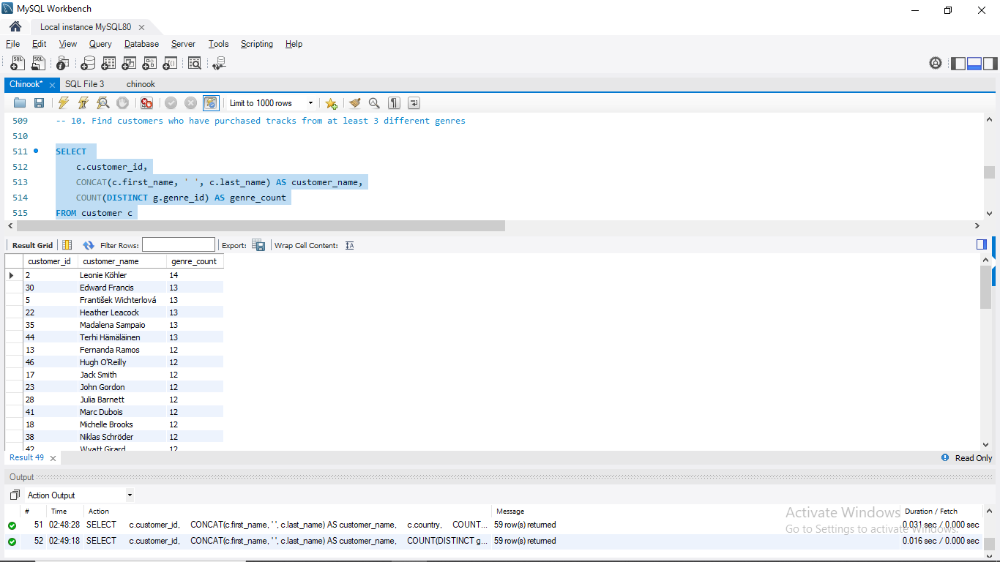 MySQL Workbench
Local instance MySQL80
File Edit View Query Database Server Tools Scripting Help
Chinook* SQL File 3 chinook
Limit to 1000 rows
509 -- 10. Find customers who have purchased tracks from at least 3 different genres
510
511 SELECT
512 c.customer_id,
513 CONCAT(c.first_name, ' ', c.last_name) AS customer_name,
514 COUNT(DISTINCT g.genre_id) AS genre_count
515 FROM customer c
Result Grid Filter Rows: Export: Wrap Cell Content:
customer_id customer_name genre_count
2 Leonie Köhler 14
30 Edward Francis 13
5 František Wichterlová 13
22 Heather Leacock 13
35 Madalena Sampaio 13
44 Terhi Hämäläinen 13
13 Fernanda Ramos 12
46 Hugh O'Reilly 12
17 Jack Smith 12
23 John Gordon 12
28 Julia Barnett 12
41 Marc Dubois 12
18 Michelle Brooks 12
38 Niklas Schröder 12
42 Wyatt Girard 12
Result 49 Read Only
Output
Action Output
# Time Action Message Duration / Fetch
51 02:48:28 SELECT c.customer_id, CONCAT(c.first_name, ' ', c.last_name) AS customer_name, c.country, COUNT... 59 row(s) returned 0.031 sec / 0.000 sec
52 02:49:18 SELECT c.customer_id, CONCAT(c.first_name, ' ', c.last_name) AS customer_name, COUNT(DISTINCT g... 59 row(s) returned 0.016 sec / 0.000 sec
Activate Windows
Go to Settings to activate Windows.